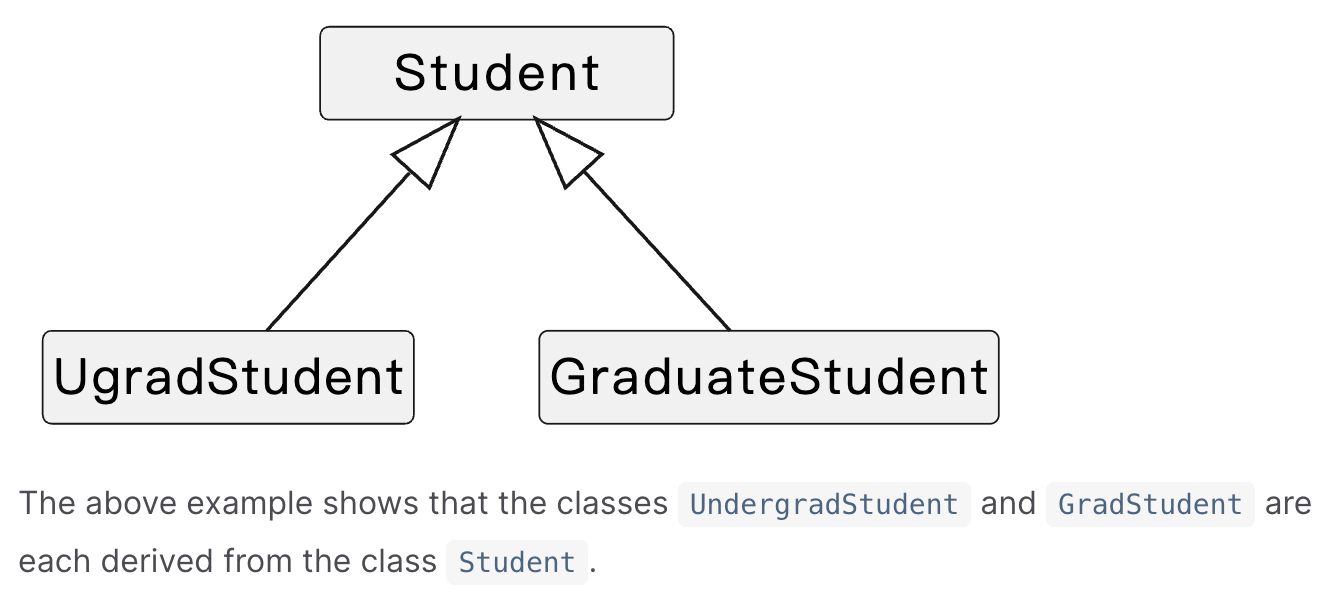 Student
UgradStudent GraduateStudent
The above example shows that the classes UndergradStudent and GradStudent are
each derived from the class Student.